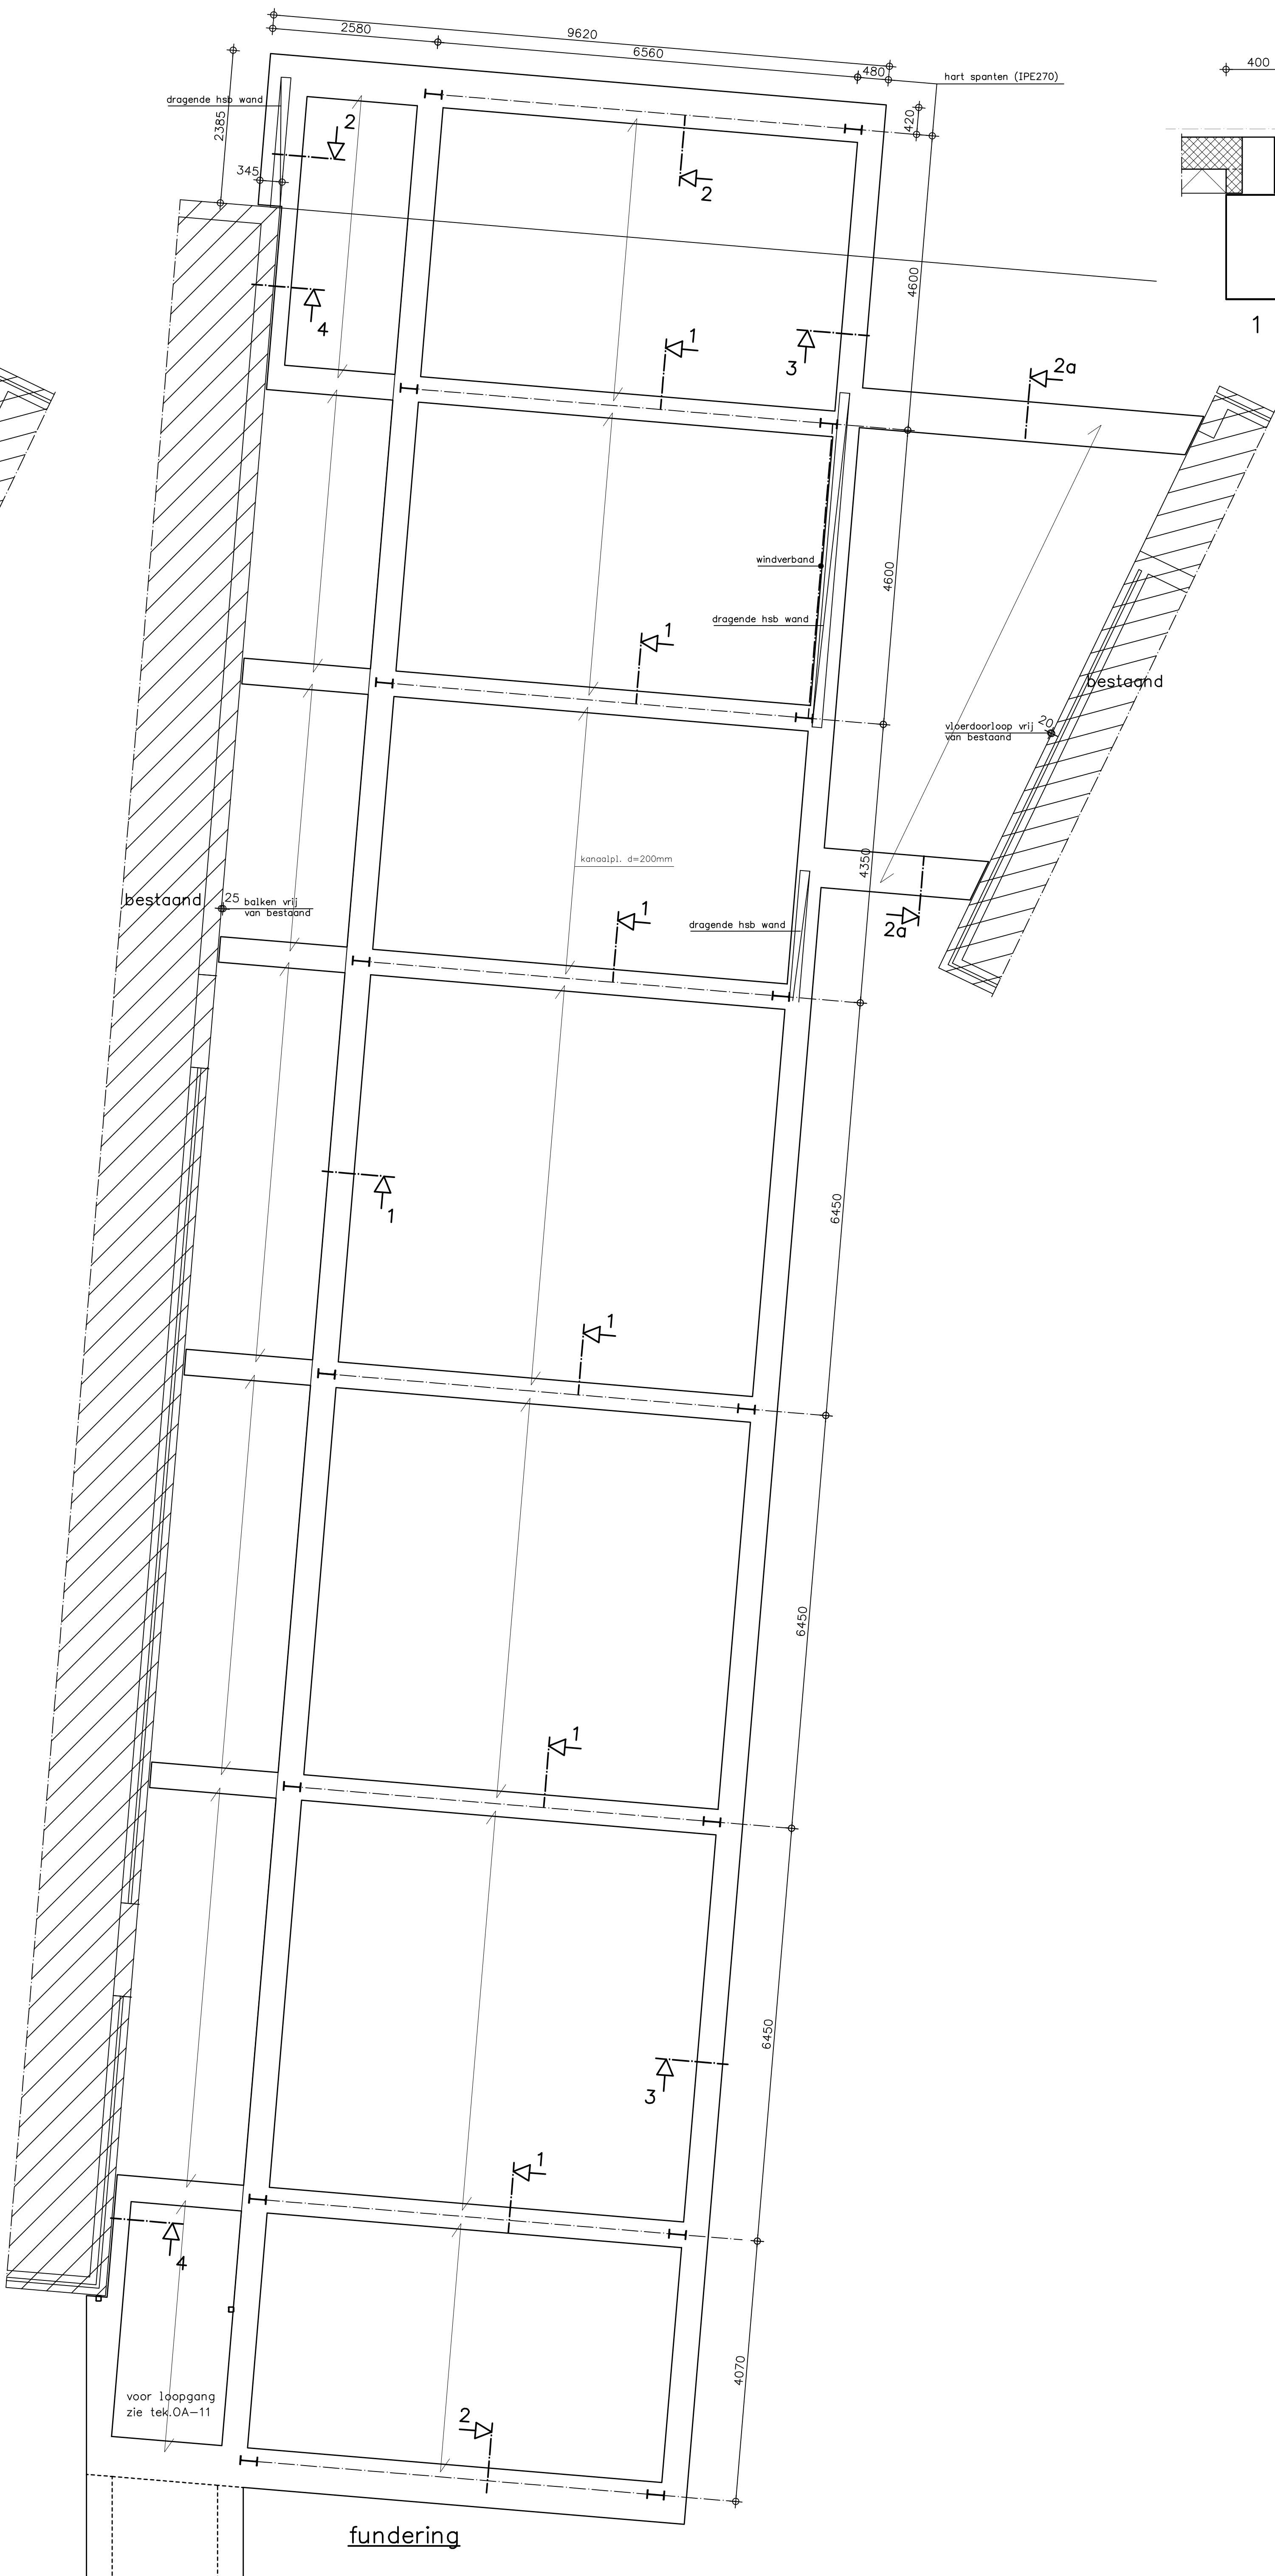 9620
2580
6560
480
hart spanten (IPE270)
400
dragende hsb wand
2
2385
420
345
2
4
4600
1
3
1
2a
windverband
4600
dragende hsb wand
1
bestaand
vloerdoorloop vrij
van bestaand
20
kanaalpl. d=200mm
4350
bestaand
25
balken vrij
van bestaand
1
dragende hsb wand
2a
1
6450
1
6450
1
6450
3
1
4
4070
voor loopgang
zie tek.OA-11
2
fundering